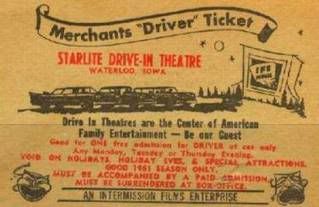 Merchants "Driver" Ticket
STARLITE DRIVE-IN THEATRE
WATERLOO, IOWA
Drive In Theatres are the Center of American
Family Entertainment — Be our Guest
Good for ONE free admission for DRIVER of car only
Any Monday, Tuesday or Thursday Evening.
VOID ON HOLIDAYS, HOLIDAY EVES, & SPECIAL ATTRACTIONS.
GOOD 1981 SEASON ONLY.
MUST BE ACCOMPANIED BY A PAID ADMISSION.
MUST BE SURRENDERED AT BOX-OFFICE.
AN INTERMISSION FILMS ENTERPRISE